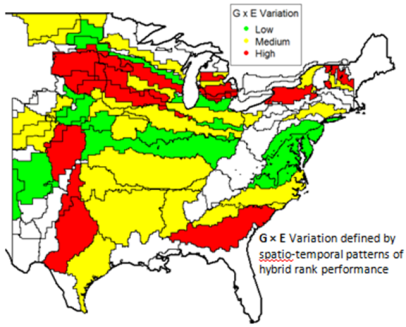 G x E Variation
Low
Medium
High
G × E Variation defined by
spatio-temporal patterns of
hybrid rank performance